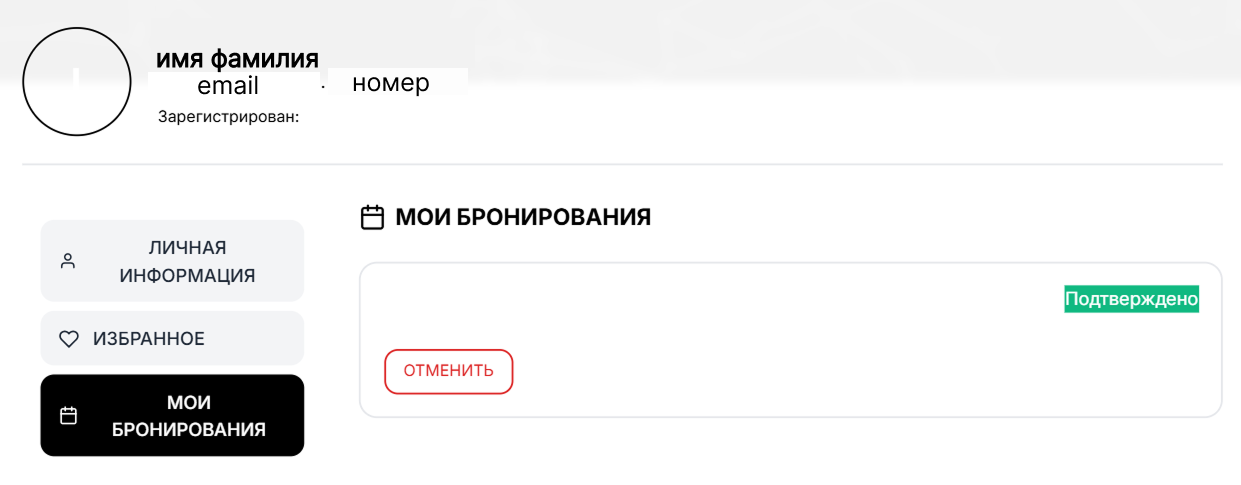 имя фамилия
email · номер
Зарегистрирован:
ЛИЧНАЯ
ИНФОРМАЦИЯ
ИЗБРАННОЕ
МОИ
БРОНИРОВАНИЯ
МОИ БРОНИРОВАНИЯ
Подтверждено
ОТМЕНИТЬ